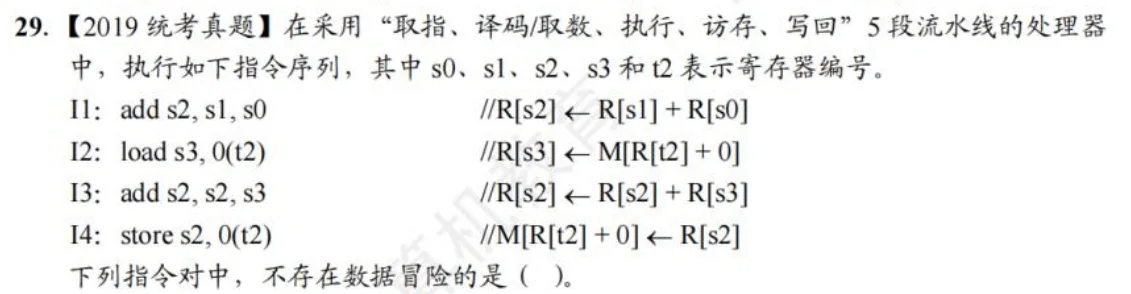 29. 【2019 统考真题】在采用“取指、译码/取数、执行、访存、写回”5 段流水线的处理器
中，执行如下指令序列，其中 s0、s1、s2、s3 和 t2 表示寄存器编号。
I1: add s2, s1, s0 //R[s2] ← R[s1] + R[s0]
I2: load s3, 0(t2) //R[s3] ← M[R[t2] + 0]
I3: add s2, s2, s3 //R[s2] ← R[s2] + R[s3]
I4: store s2, 0(t2) //M[R[t2] + 0] ← R[s2]
下列指令对中，不存在数据冒险的是（ ）。